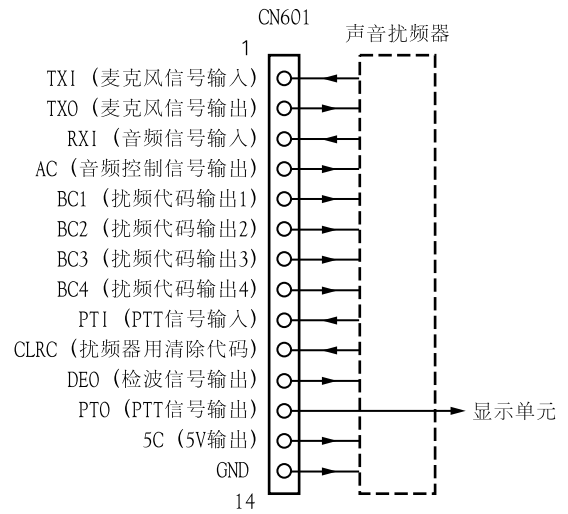 CN601
声音扰频器
1
TXI (麦克风信号输入)
TXO (麦克风信号输出)
RXI (音频信号输入)
AC (音频控制信号输出)
BC1 (扰频代码输出1)
BC2 (扰频代码输出2)
BC3 (扰频代码输出3)
BC4 (扰频代码输出4)
PTI (PTT信号输入)
CLRC (扰频器用清除代码)
DEO (检波信号输出)
PTO (PTT信号输出)
显示单元
5C (5V输出)
GND
14